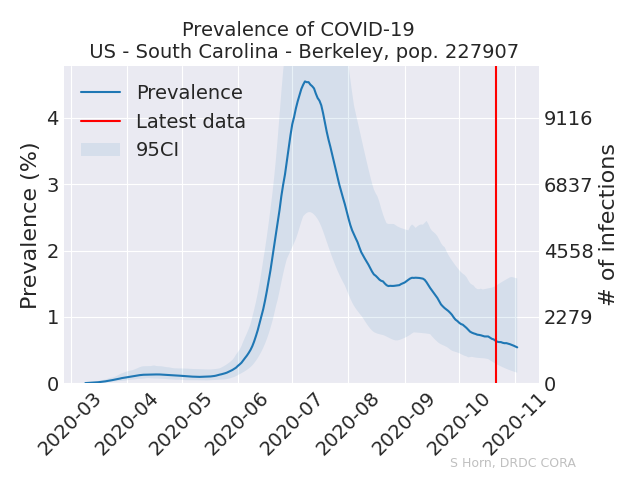 Prevalence of COVID-19
US - South Carolina - Berkeley, pop. 227907
Prevalence
Latest data
95CI
Prevalence (%)
4
3
2
1
0
9116
6837
4558
2279
0
# of infections
2020-03
2020-04
2020-05
2020-06
2020-07
2020-08
2020-09
2020-10
2020-11
S Horn, DRDC CORA